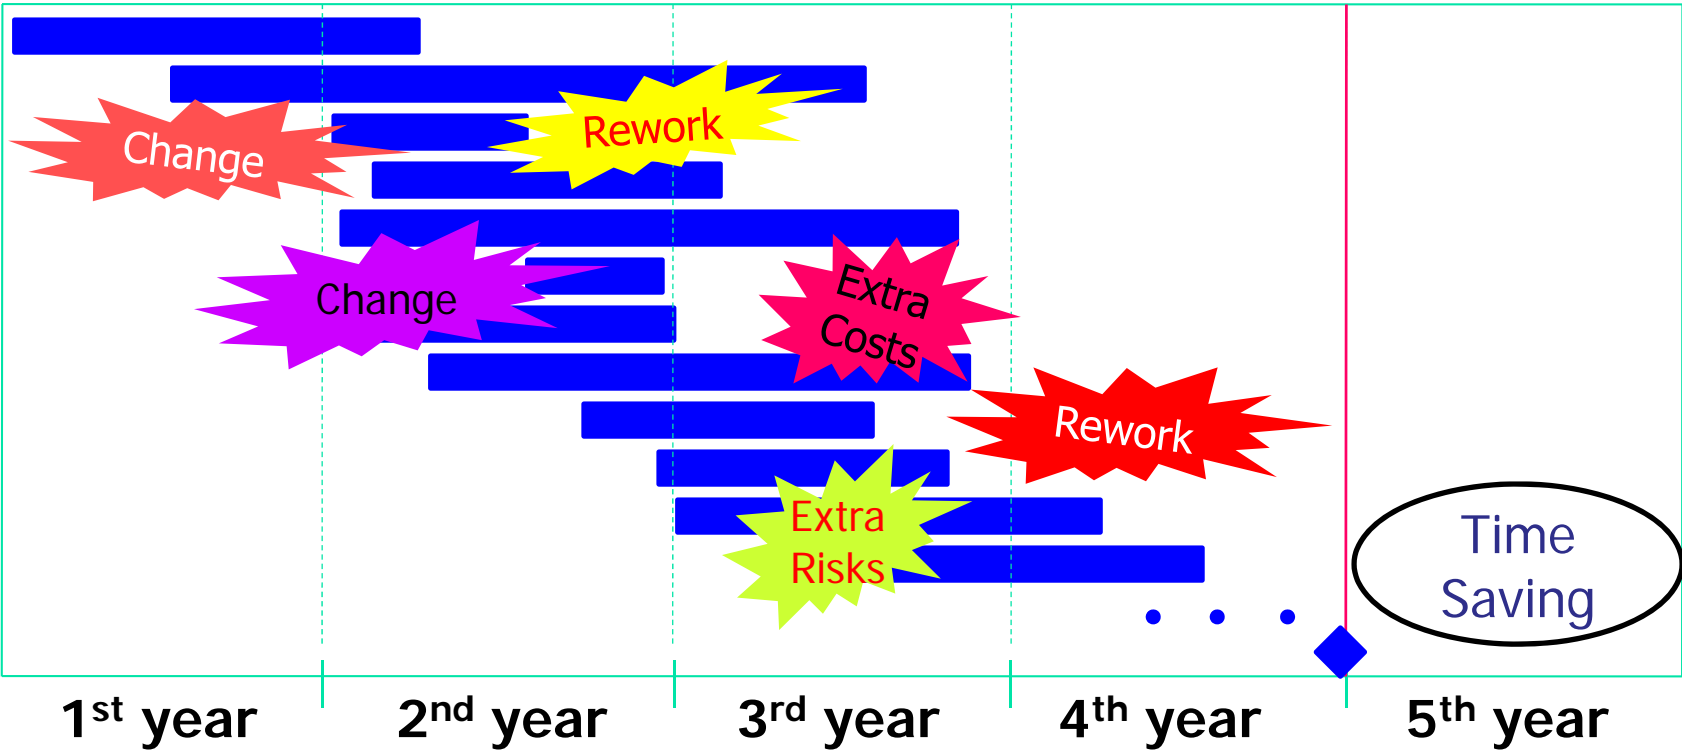 Change
Rework
Change
Extra
Costs
Rework
Extra
Risks
Time
Saving
1st year
2nd year
3rd year
4th year
5th year